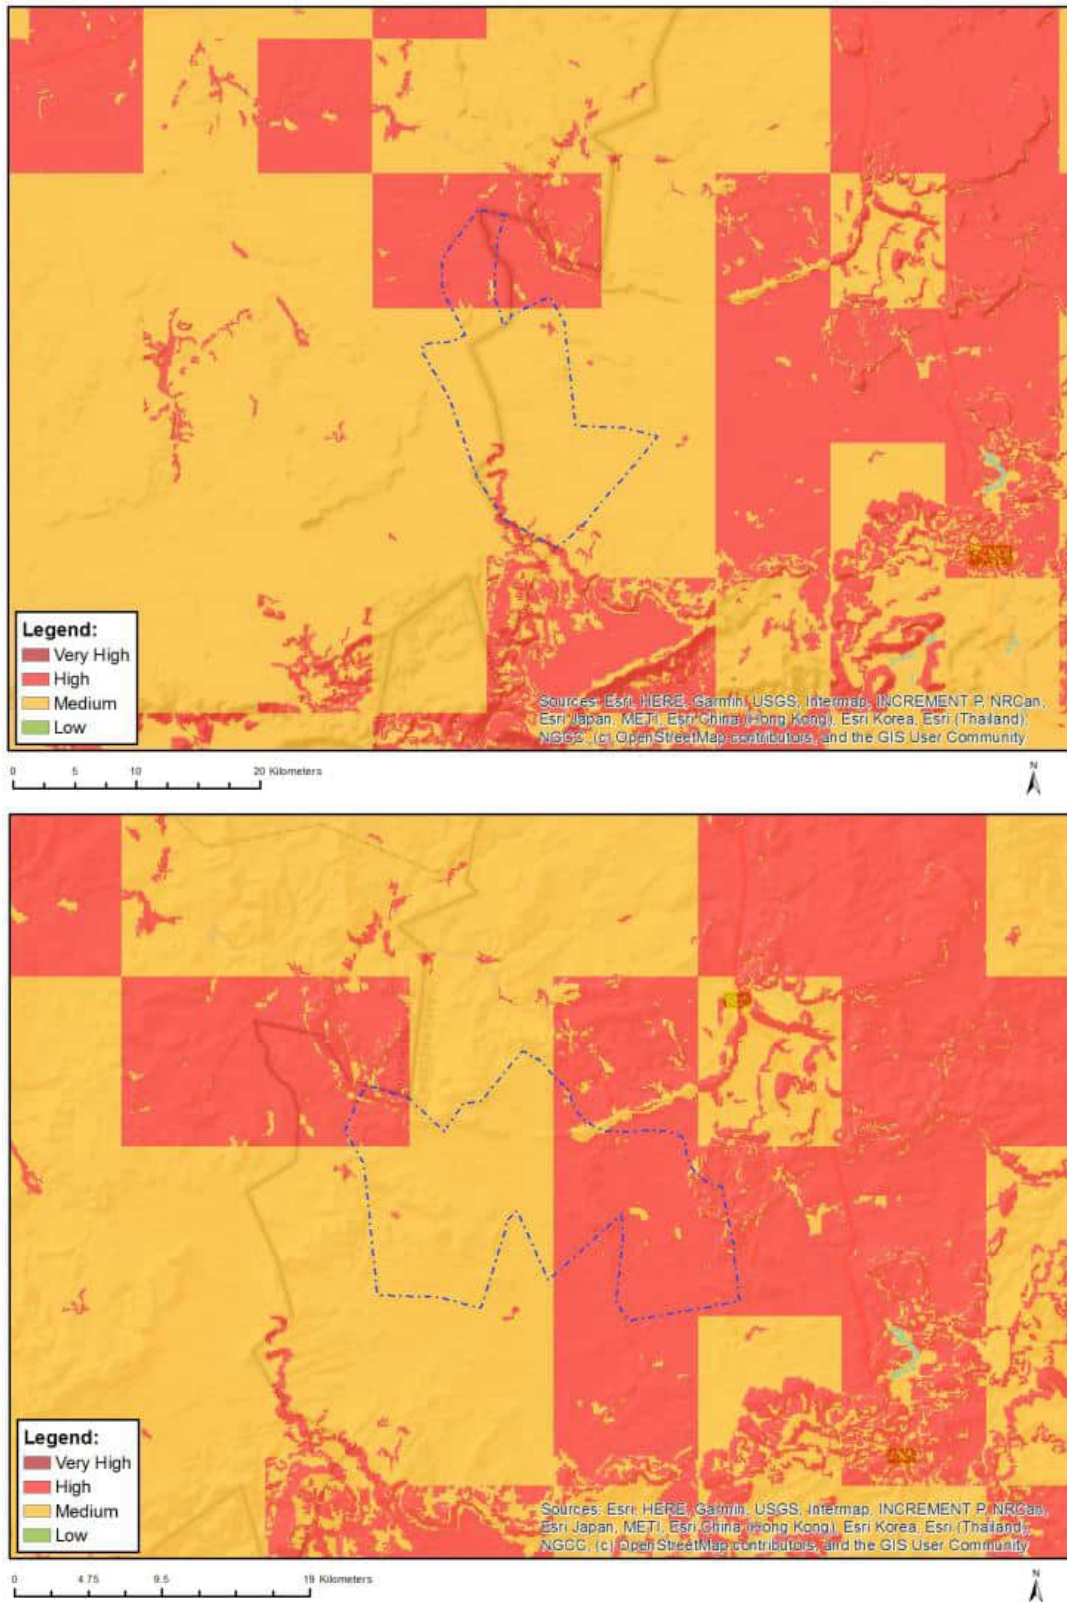 Legend:
Very High
High
Medium
Low
Sources: Esri, HERE, Garmin, USGS, Intermap, INCREMENT P, NRCan,
Esri Japan, METI, Esri China (Hong Kong), Esri Korea, Esri (Thailand),
NGCC, (c) OpenStreetMap contributors, and the GIS User Community
0 5 10 20 Kilometers
N
Legend:
Very High
High
Medium
Low
Sources: Esri, HERE, Garmin, USGS, Intermap, INCREMENT P, NRCan,
Esri Japan, METI, Esri China (Hong Kong), Esri Korea, Esri (Thailand),
NGCC, (c) OpenStreetMap contributors, and the GIS User Community
0 4.75 9.5 19 Kilometers
N